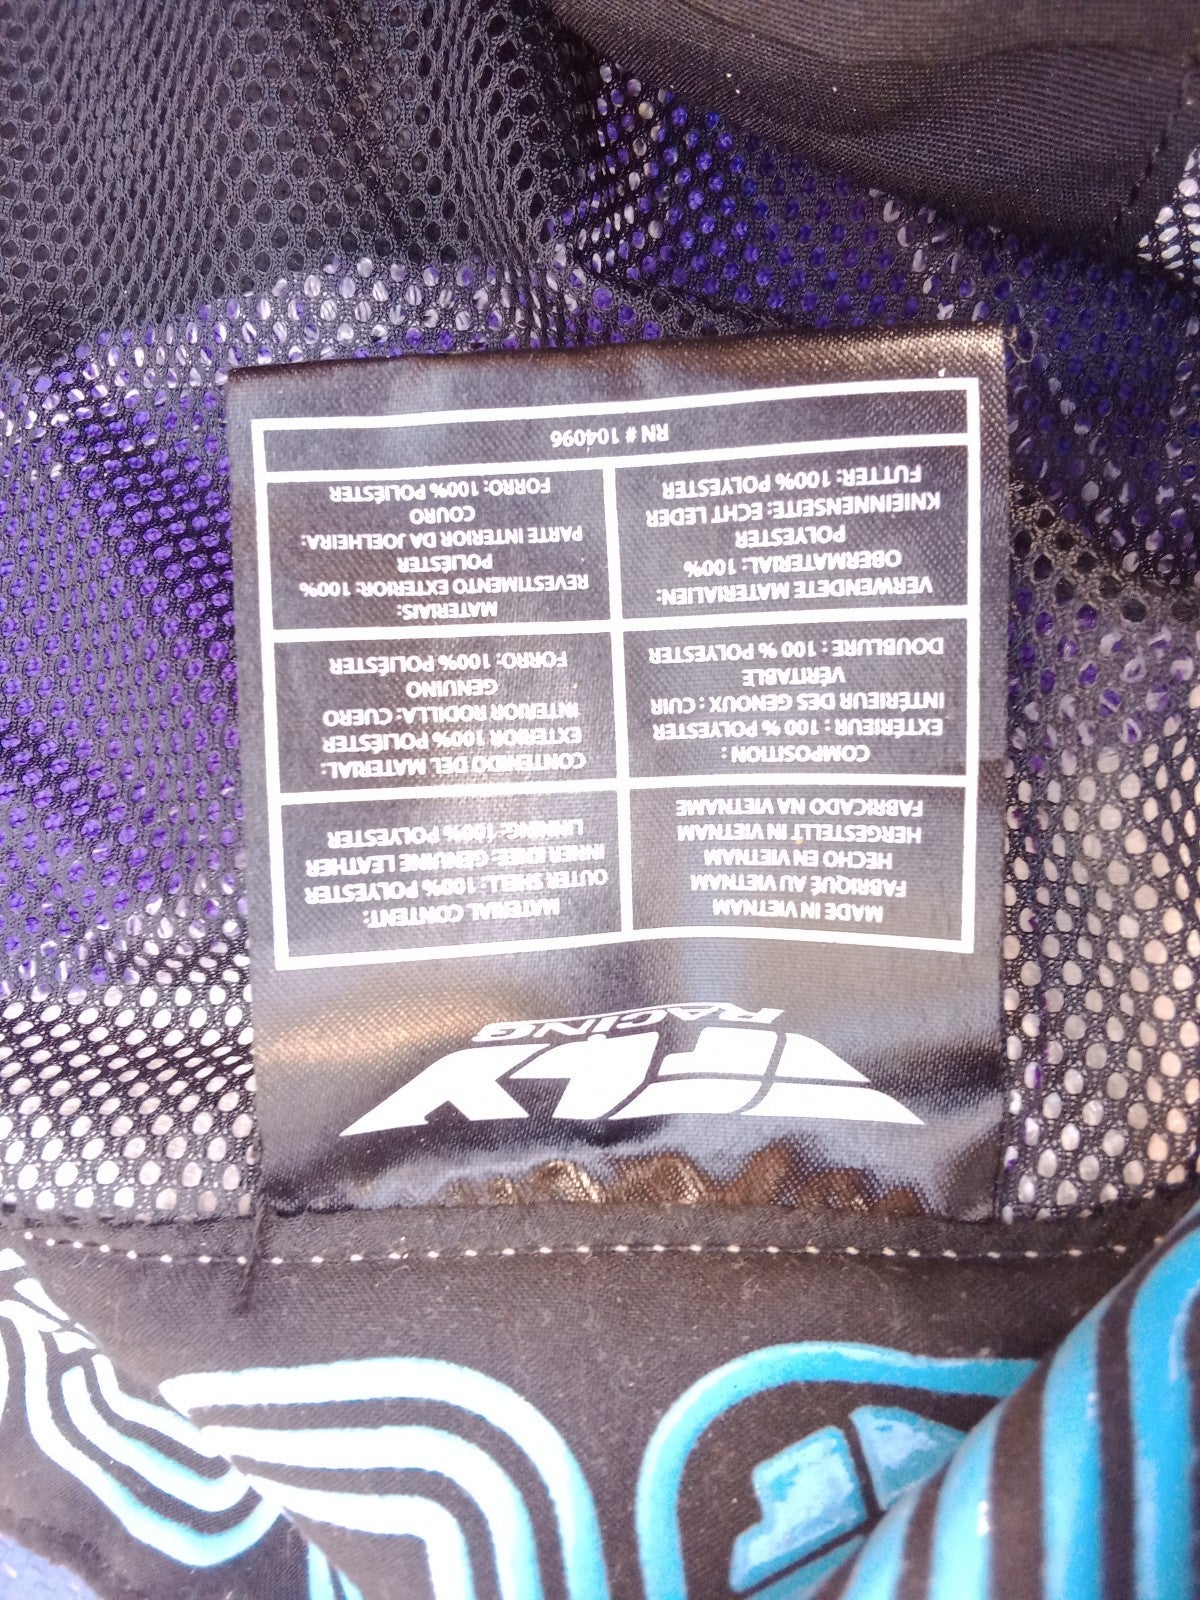 FLY
RACING
MADE IN VIETNAM
FABRIQUÉ AU VIETNAM
HECHO EN VIETNAM
HERGESTELLT IN VIETNAM
FABRICADO NA VIETNAME
MATERIAL CONTENT:
OUTER SHELL: 100% POLYESTER
INNER KNEE: GENUINE LEATHER
LINNING: 100% POLYESTER
COMPOSITION :
EXTÉRIEUR : 100 % POLYESTER
INTÉRIEUR DES GENOUX : CUIR
VÉRITABLE
DOUBLURE : 100 % POLYESTER
CONTENIDO DEL MATERIAL:
EXTERIOR 100% POLIÉSTER
INTERIOR RODILLA: CUERO
GENUINO
FORRO: 100% POLIÉSTER
VERWENDETE MATERIALIEN:
OBERMATERIAL: 100%
POLYESTER
KNIEINNENSEITE: ECHT LEDER
FUTTER: 100% POLYESTER
MATERIAIS:
REVESTIMENTO EXTERIOR: 100%
POLIÉSTER
PARTE INTERIOR DA JOELHEIRA:
COURO
FORRO: 100% POLIÉSTER
RN # 104096